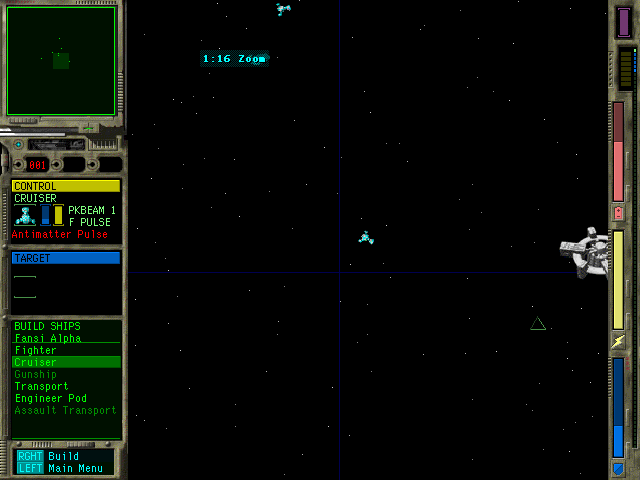 1:16 Zoom
001
CONTROL
CRUISER
PKBEAM 1
F PULSE
Antimatter Pulse
TARGET
BUILD SHIPS
Fansi Alpha
Fighter
Cruiser
Gunship
Transport
Engineer Pod
Assault Transport
RGHT Build
LEFT Main Menu